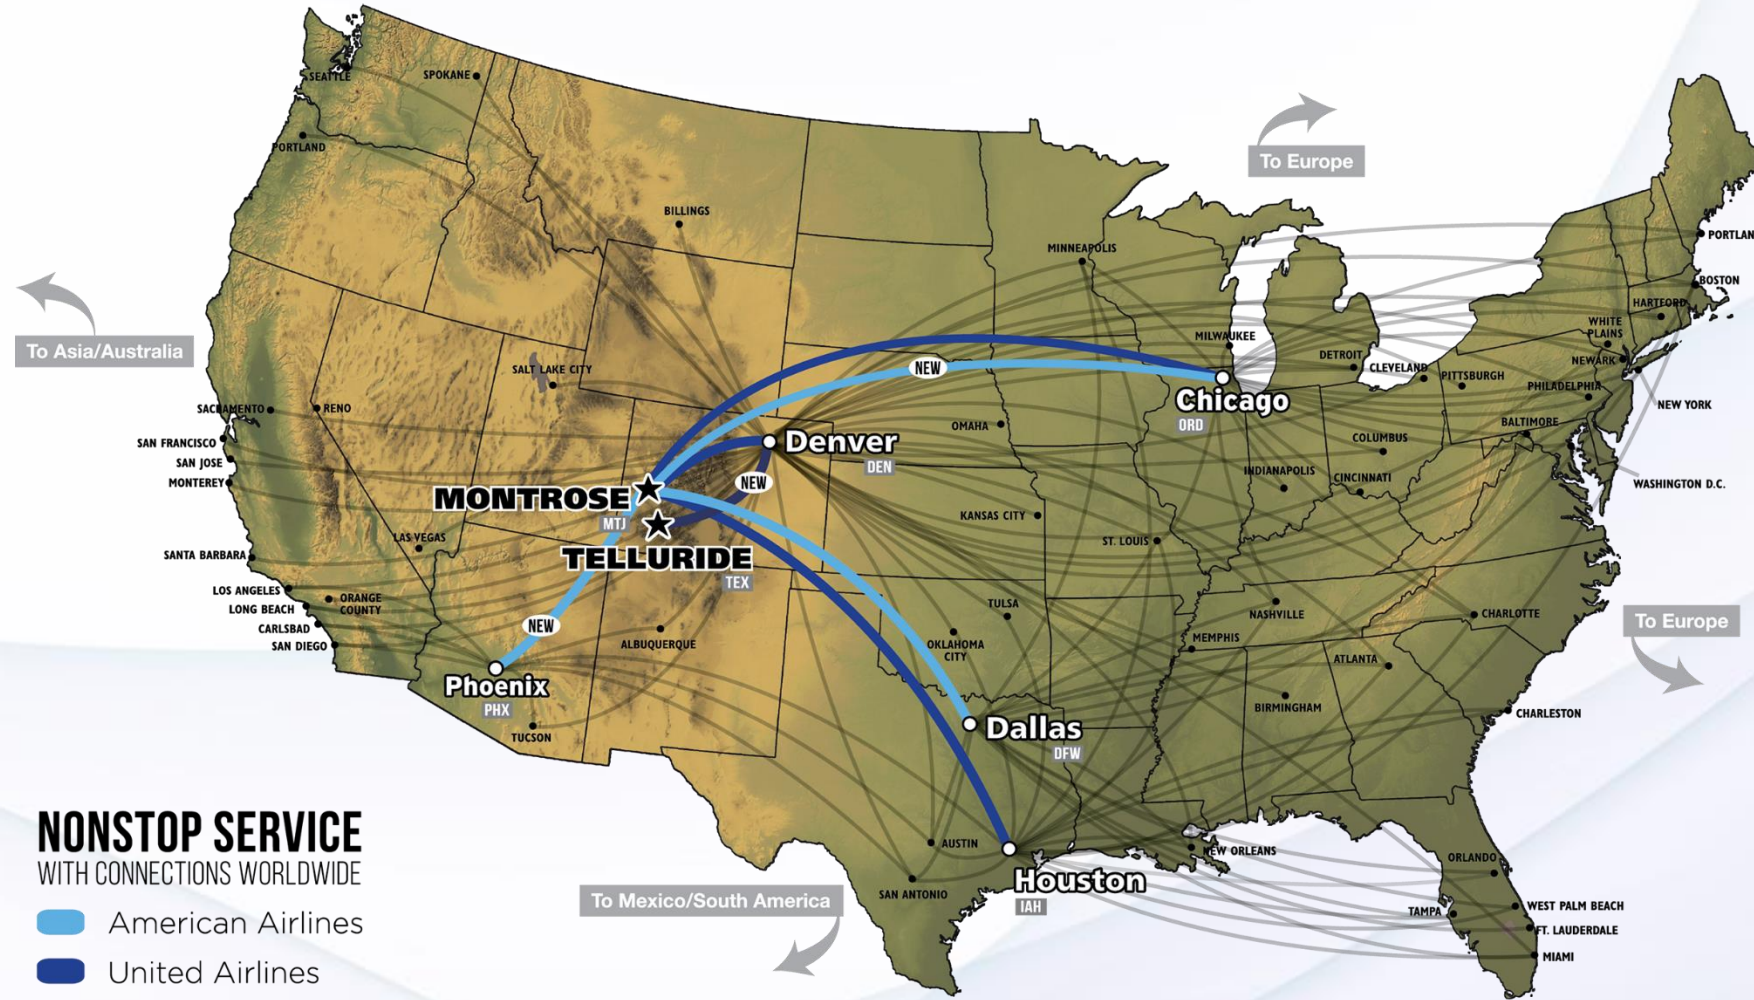 SEATTLE
SPOKANE
PORTLAND
BILLINGS
MINNEAPOLIS
To Europe
PORTLAN
BOSTON
HARTFORD
WHITE
PLAINS
NEWARK
NEW YORK
To Asia/Australia
SALT LAKE CITY
MILWAUKEE
DETROIT
CLEVELAND
PITTSBURGH
PHILADELPHIA
NEW
Chicago
ORD
SACRAMENTO
RENO
SAN FRANCISCO
SAN JOSE
MONTEREY
Denver
DEN
NEW
OMAHA
COLUMBUS
BALTIMORE
INDIANAPOLIS
CINCINNATI
WASHINGTON D.C.
MONTROSE
MTJ
TELLURIDE
TEX
KANSAS CITY
ST. LOUIS
LAS VEGAS
SANTA BARBARA
LOS ANGELES
ORANGE
COUNTY
LONG BEACH
CARLSBAD
SAN DIEGO
NEW
ALBUQUERQUE
TULSA
OKLAHOMA
CITY
NASHVILLE
MEMPHIS
CHARLOTTE
ATLANTA
BIRMINGHAM
To Europe
CHARLESTON
Phoenix
PHX
TUCSON
Dallas
DFW
AUSTIN
SAN ANTONIO
Houston
IAH
NEW ORLEANS
ORLANDO
TAMPA
WEST PALM BEACH
FT. LAUDERDALE
MIAMI
To Mexico/South America
NONSTOP SERVICE
WITH CONNECTIONS WORLDWIDE
American Airlines
United Airlines